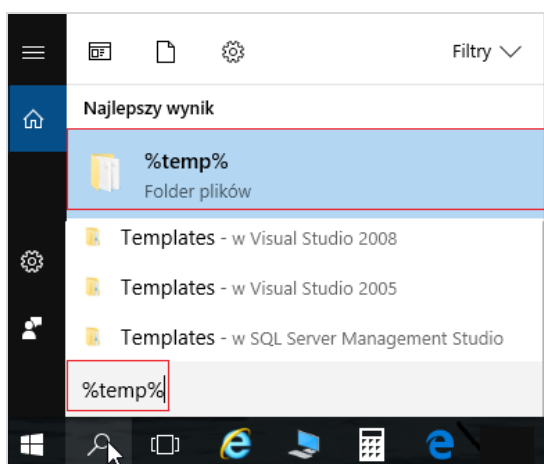 Filtry
Najlepszy wynik
%temp%
Folder plików
Templates - w Visual Studio 2008
Templates - w Visual Studio 2005
Templates - w SQL Server Management Studio
%temp%